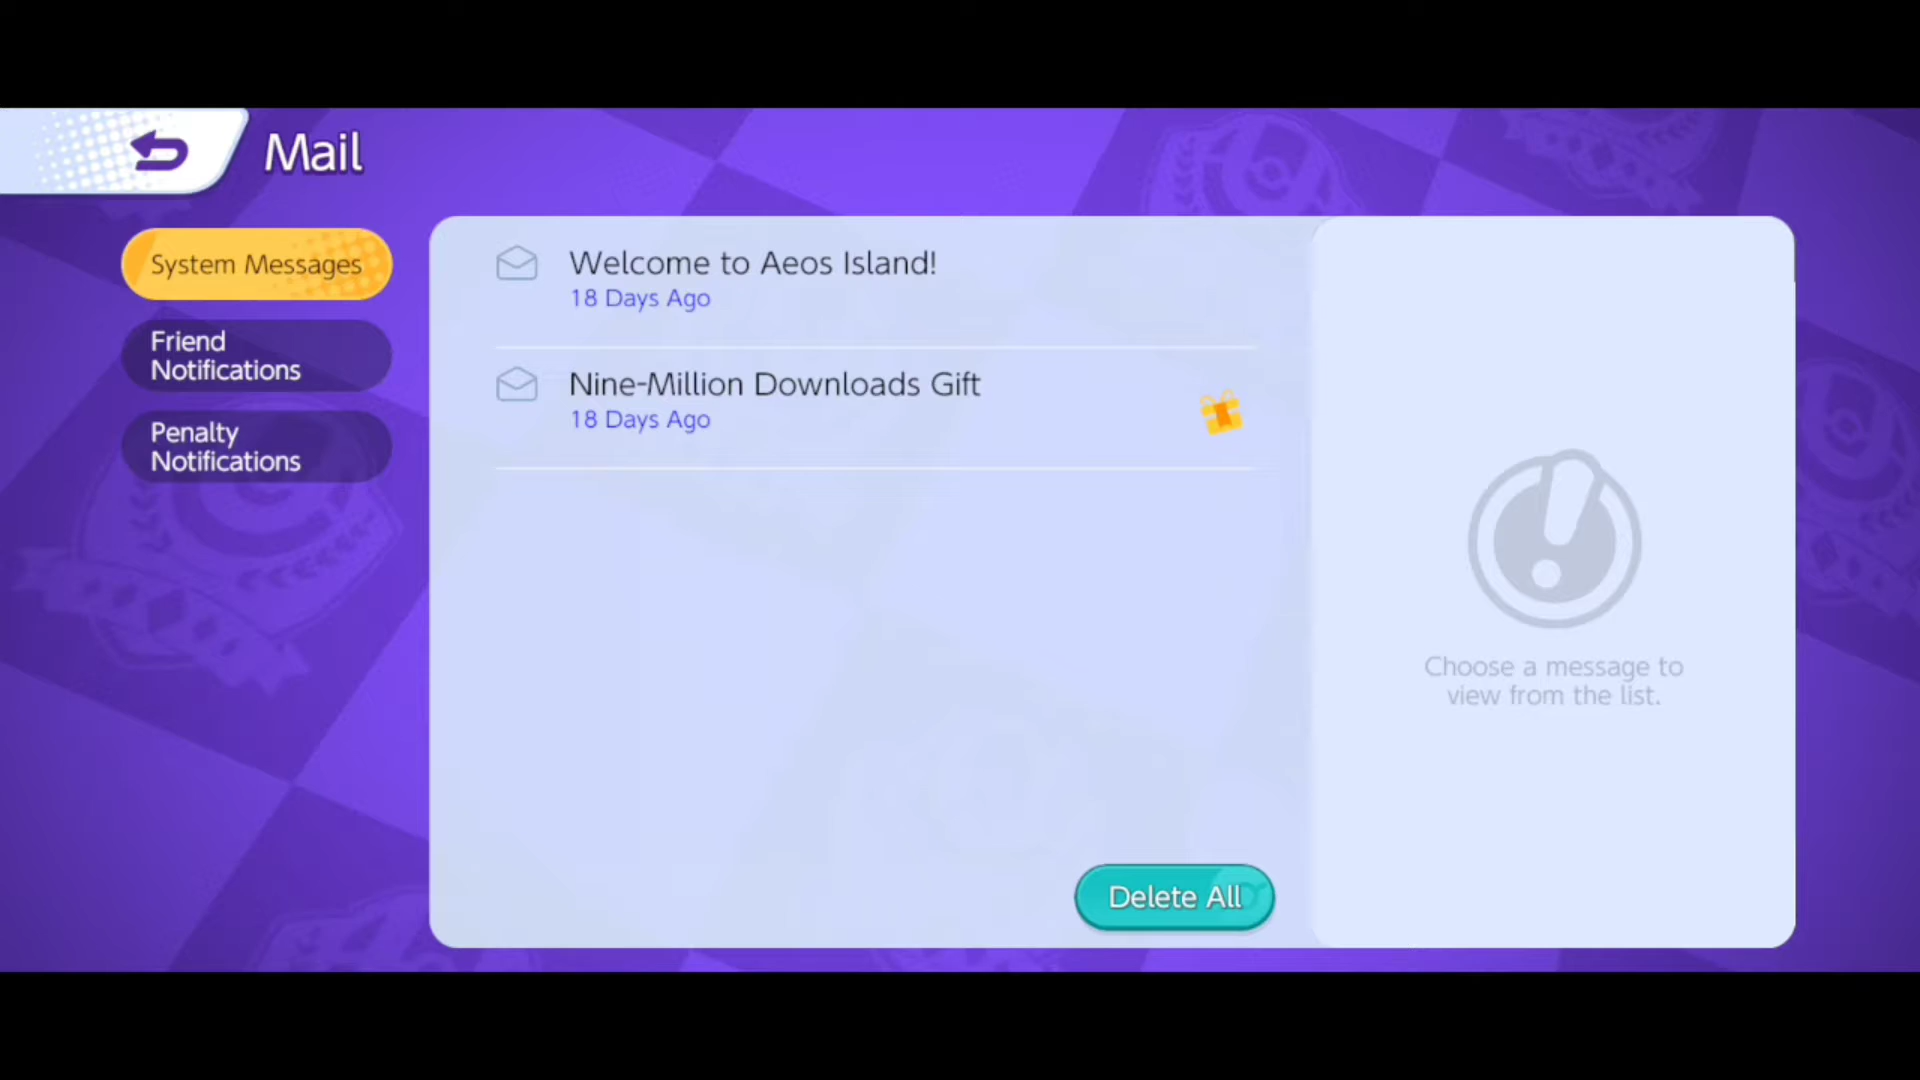 Mail
System Messages
Friend
Notifications
Penalty
Notifications
Welcome to Aeos Island!
18 Days Ago
Nine-Million Downloads Gift
18 Days Ago
Delete All
Choose a message to
view from the list.